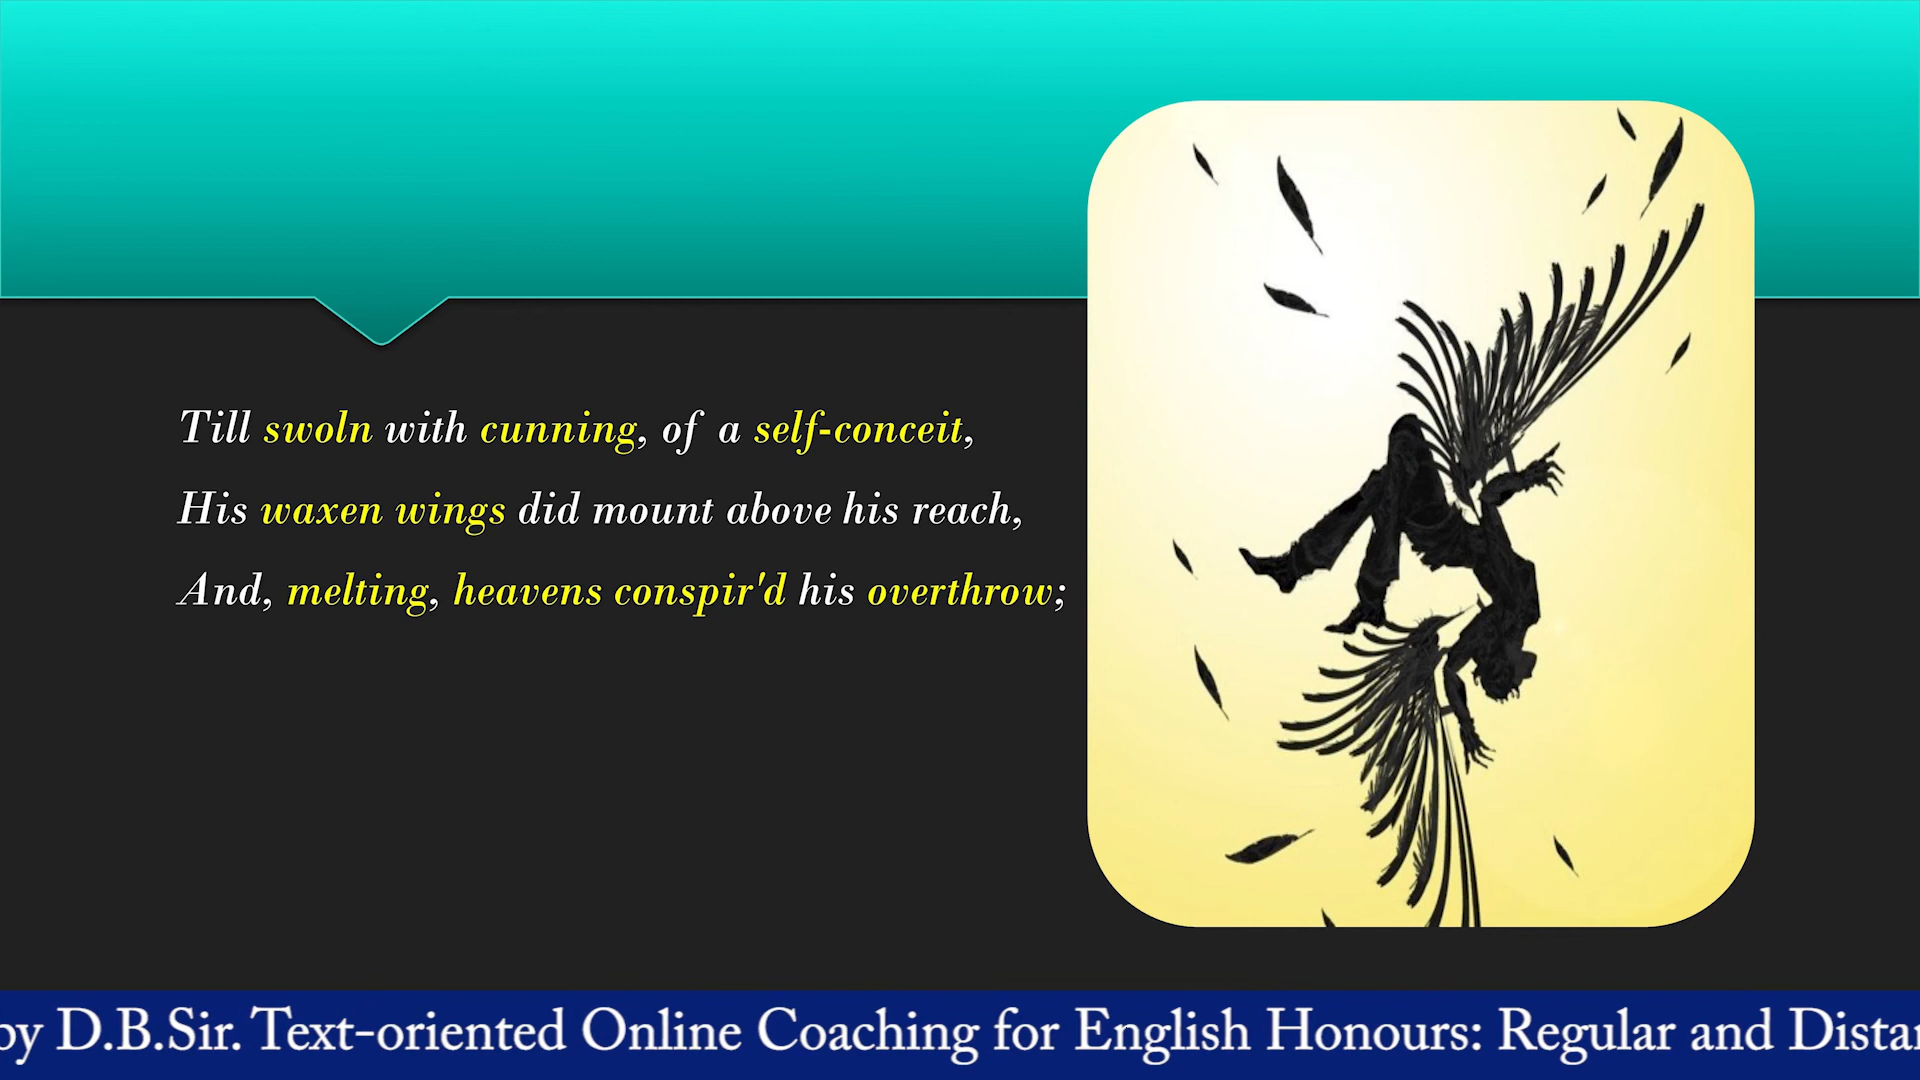 Till swoln with cunning, of a self-conceit,
His waxen wings did mount above his reach,
And, melting, heavens conspir'd his overthrow;
by D.B.Sir. Text-oriented Online Coaching for English Honours: Regular and